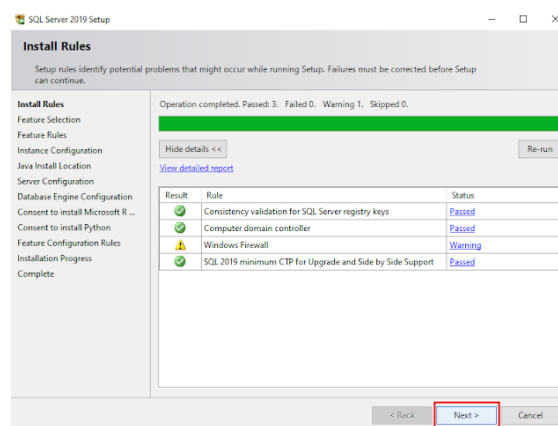 SQL Server 2019 Setup
Install Rules
Setup rules identify potential problems that might occur while running Setup. Failures must be corrected before Setup
can continue.
Install Rules
Feature Selection
Feature Rules
Instance Configuration
Java Install Location
Server Configuration
Database Engine Configuration
Consent to install Microsoft R ...
Consent to install Python
Feature Configuration Rules
Installation Progress
Complete
Operation completed. Passed: 3. Failed 0. Warning 1. Skipped 0.
Hide details <<
Re-run
View detailed report
Result Rule Status
Consistency validation for SQL Server registry keys Passed
Computer domain controller Passed
Windows Firewall Warning
SQL 2019 minimum CTP for Upgrade and Side by Side Support Passed
< Back Next > Cancel